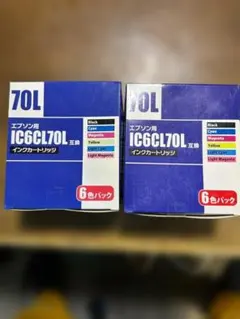 70L
エプソン用
IC6CL70L 互換
インクカートリッジ
Black
Cyan
Magenta
Yellow
Light Cyan
Light Magenta
6色パック
70L
エプソン用
IC6CL70L 互換
インクカートリッジ
Black
Cyan
Magenta
Yellow
Light Cyan
Light Magenta
6色パック